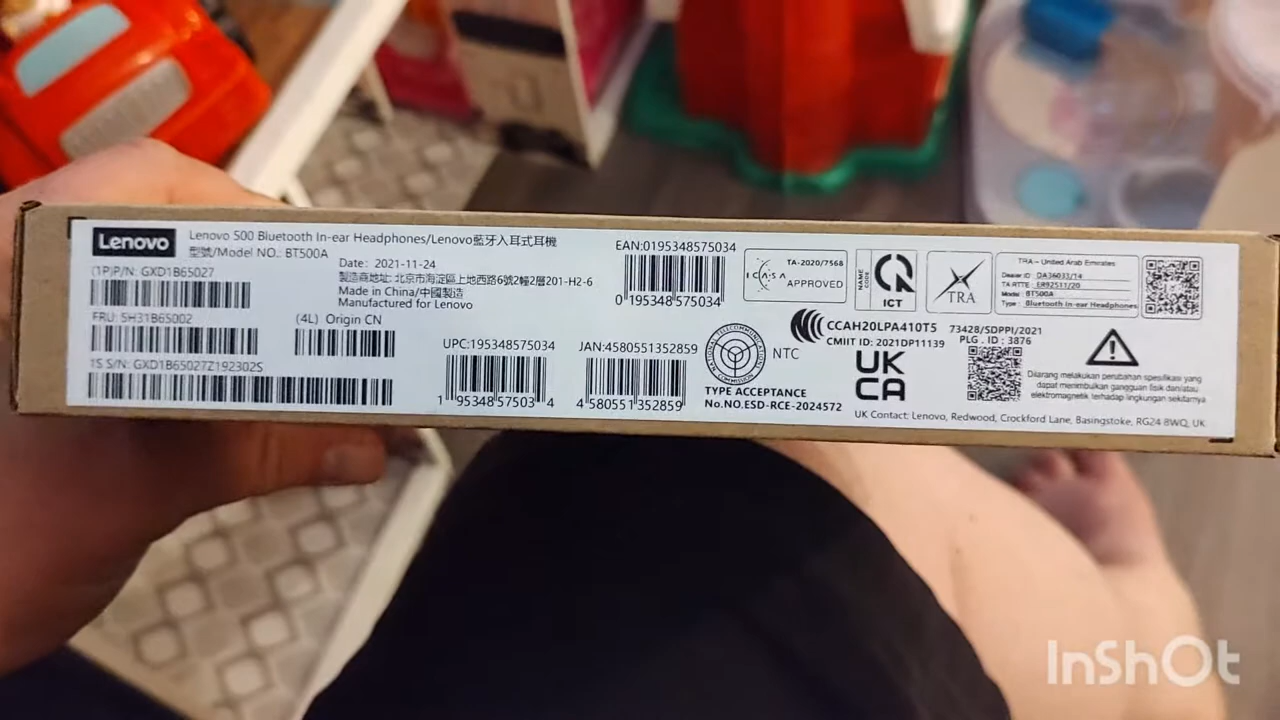 Lenovo
Lenovo 500 Bluetooth In-ear Headphones/Lenovo藍牙入耳式耳機
型號/Model NO.: BT500A
(1P)P/N: GXD1B65027
Date: 2021-11-24
製造商地址: 北京市海淀區上地西路6號2幢2層201-H2-6
Made in China/中國製造
Manufactured for Lenovo
FRU: 5H31B65002
(4L) Origin CN
1S S/N: GXD1B65027Z192302S
EAN:0195348575034
0 195348 575034
UPC:195348575034
1 95348 57503 4
JAN:4580551352859
4 580551 352859
ICASA
TA-2020/7568
APPROVED
ICT
TRA
TRA - United Arab Emirates
Dealer ID : DA36033/14
TA RTTE : ER92511/20
Model : BT500A
Type : Bluetooth In-ear Headphones
NATIONAL TELECOMMUNICATIONS COMMISSION
NTC
TYPE ACCEPTANCE
No.NO.ESD-RCE-2024572
CCAH20LPA410T5
CMIIT ID: 2021DP11139
UK
CA
73428/SDPPI/2021
PLG . ID : 3876
Dilarang melakukan perubahan spesifikasi yang
dapat menimbulkan gangguan fisik dan/atau
elektromagnetik terhadap lingkungan sekitarnya
UK Contact: Lenovo, Redwood, Crockford Lane, Basingstoke, RG24 8WQ, UK
InShOt